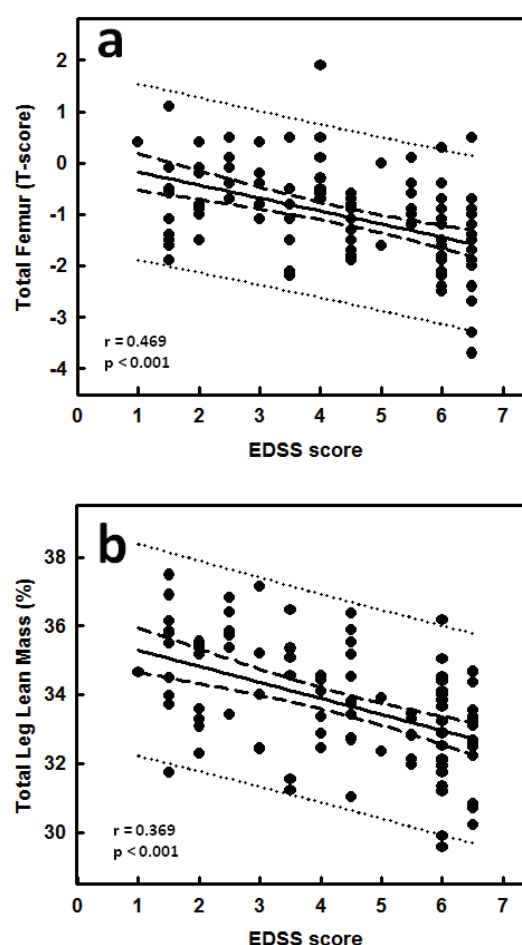 a
2
1
0
-1
-2
-3
-4
Total Femur (T-score)
r = 0.469
p < 0.001
0 1 2 3 4 5 6 7
EDSS score
b
38
36
34
32
30
Total Leg Lean Mass (%)
r = 0.369
p < 0.001
0 1 2 3 4 5 6 7
EDSS score